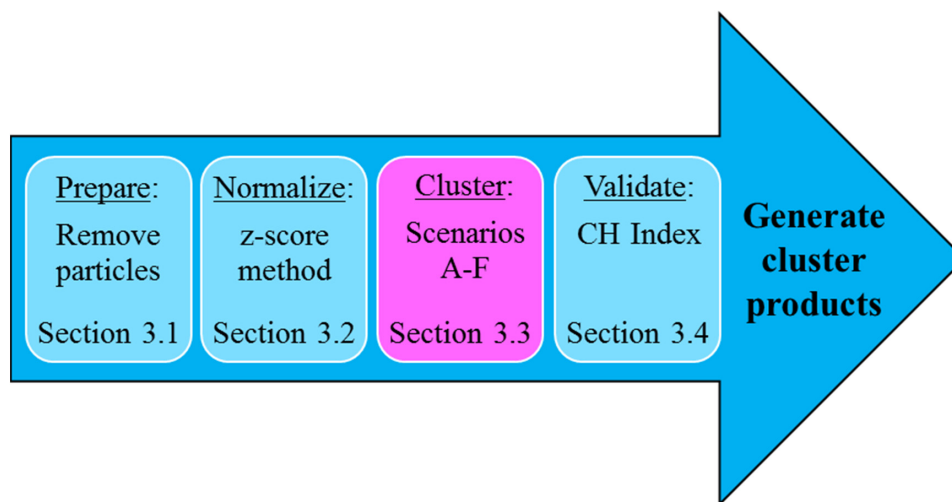 Prepare:
Remove
particles
Section 3.1
Normalize:
z-score
method
Section 3.2
Cluster:
Scenarios
A-F
Section 3.3
Validate:
CH Index
Section 3.4
Generate
cluster
products